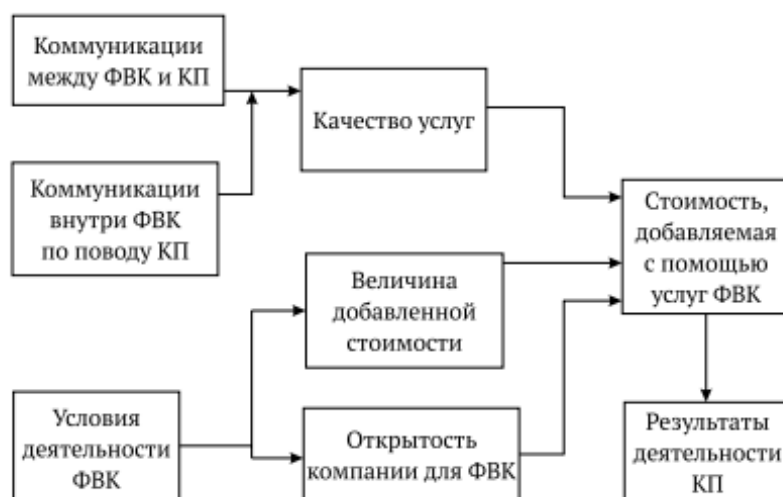 Коммуникации
между ФВК и КП
Качество услуг
Коммуникации
внутри ФВК
по поводу КП
Стоимость,
добавляемая
с помощью
услуг ФВК
Величина
добавленной
стоимости
Условия
деятельности
ФВК
Открытость
компании для ФВК
Результаты
деятельности
КП